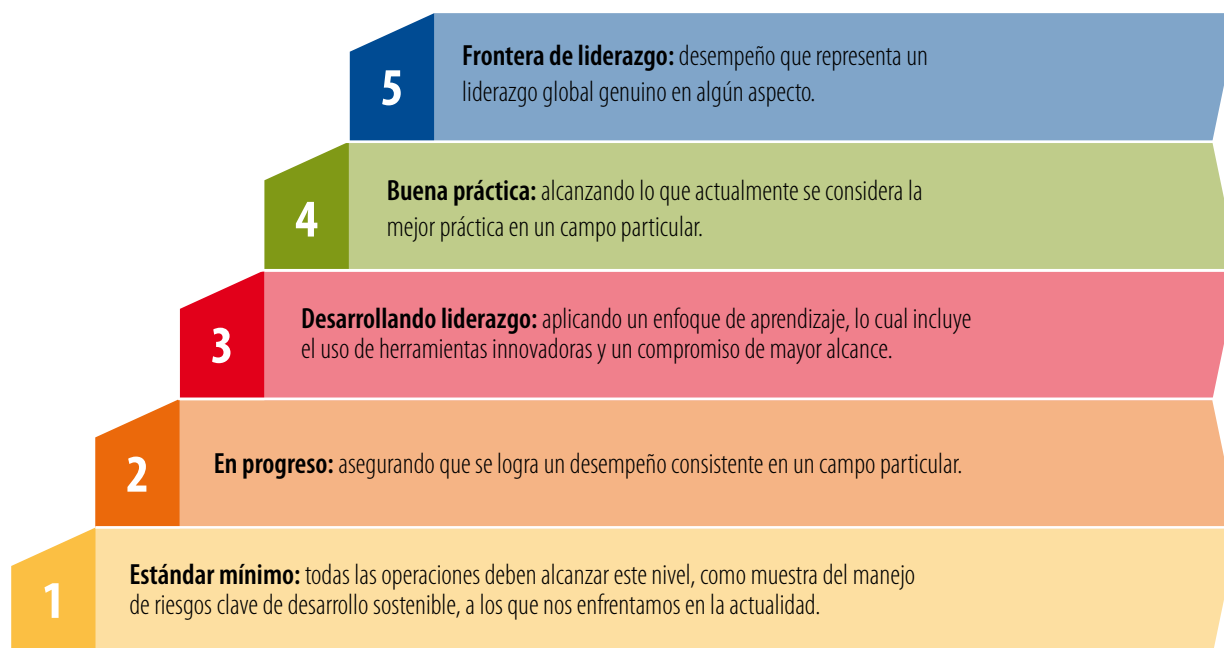 5
Frontera de liderazgo: desempeño que representa un
liderazgo global genuino en algún aspecto.
4
Buena práctica: alcanzando lo que actualmente se considera la
mejor práctica en un campo particular.
3
Desarrollando liderazgo: aplicando un enfoque de aprendizaje, lo cual incluye
el uso de herramientas innovadoras y un compromiso de mayor alcance.
2
En progreso: asegurando que se logra un desempeño consistente en un campo particular.
1
Estándar mínimo: todas las operaciones deben alcanzar este nivel, como muestra del manejo
de riesgos clave de desarrollo sostenible, a los que nos enfrentamos en la actualidad.